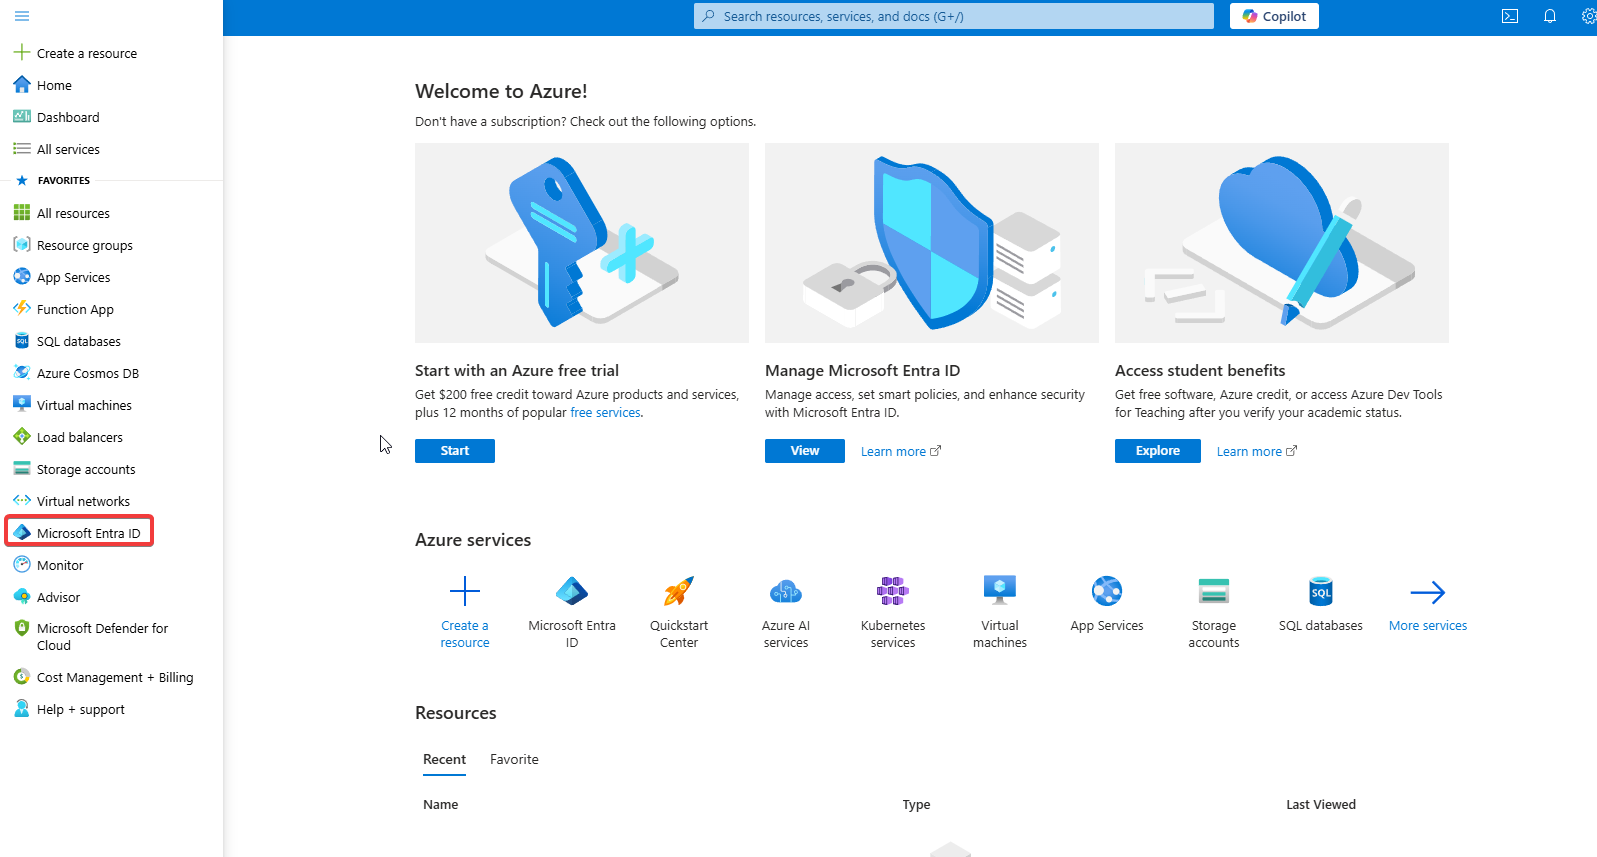 Search resources, services, and docs (G+/)
Copilot
Create a resource
Home
Dashboard
All services
FAVORITES
All resources
Resource groups
App Services
Function App
SQL databases
Azure Cosmos DB
Virtual machines
Load balancers
Storage accounts
Virtual networks
Microsoft Entra ID
Monitor
Advisor
Microsoft Defender for
Cloud
Cost Management + Billing
Help + support
Welcome to Azure!
Don't have a subscription? Check out the following options.
Start with an Azure free trial
Get $200 free credit toward Azure products and services,
plus 12 months of popular free services.
Start
Manage Microsoft Entra ID
Manage access, set smart policies, and enhance security
with Microsoft Entra ID.
View
Learn more
Access student benefits
Get free software, Azure credit, or access Azure Dev Tools
for Teaching after you verify your academic status.
Explore
Learn more
Azure services
Create a
resource
Microsoft Entra
ID
Quickstart
Center
Azure AI
services
Kubernetes
services
Virtual
machines
App Services
Storage
accounts
SQL
SQL databases
More services
Resources
Recent
Favorite
Name
Type
Last Viewed